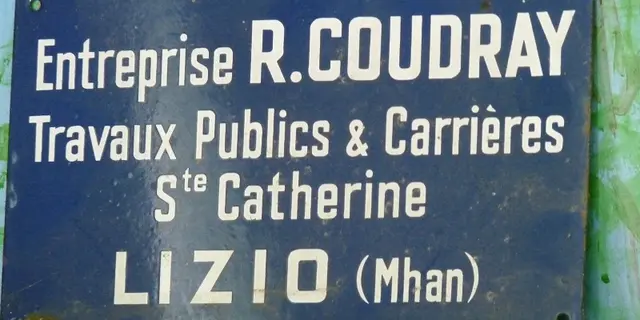 Entreprise R.COUDRAY
Travaux Publics & Carrières
Ste Catherine
LIZIO (Mhan)